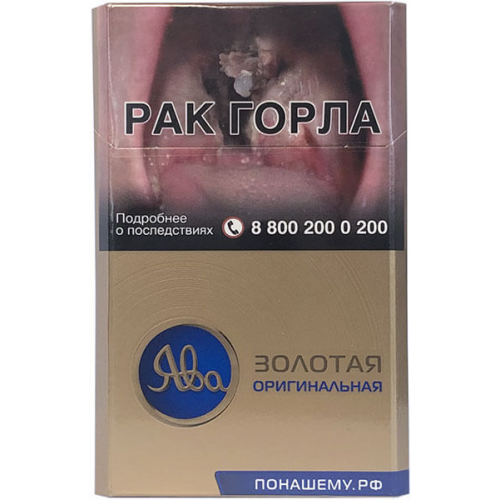 РАК ГОРЛА
Подробнее
о последствиях
8 800 200 0 200
Ява
ЗОЛОТАЯ
ОРИГИНАЛЬНАЯ
ПОНАШЕМУ.РФ